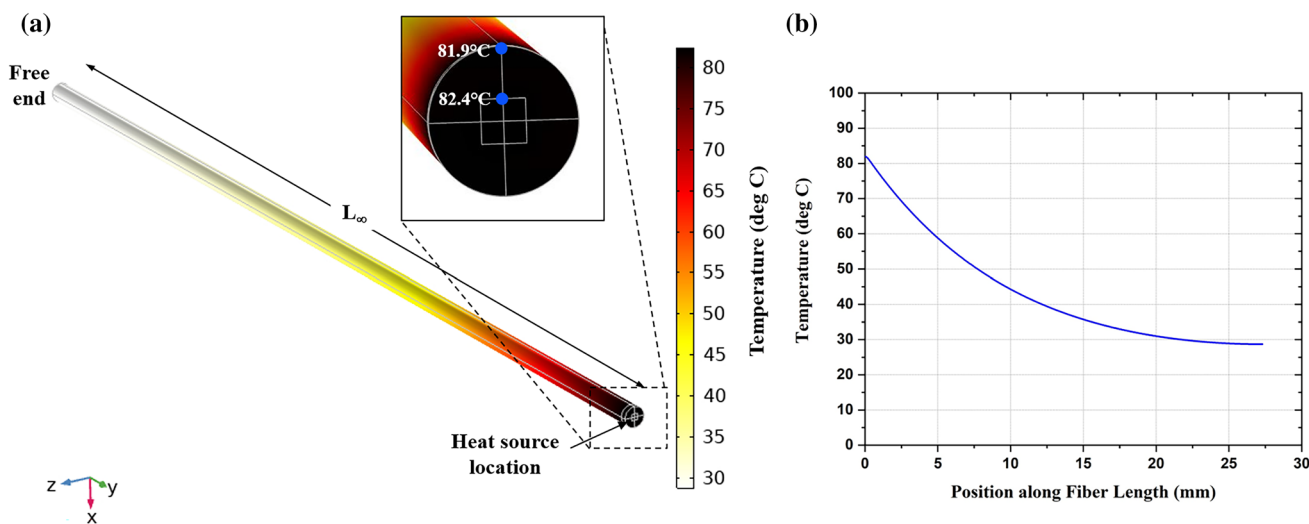 (a)
Free
end
L∞
81.9°C
82.4°C
Heat source
location
z
y
x
80
75
70
65
60
55
50
45
40
35
30
Temperature (deg C)
(b)
Temperature (deg C)
100
90
80
70
60
50
40
30
20
10
0
0 5 10 15 20 25 30
Position along Fiber Length (mm)